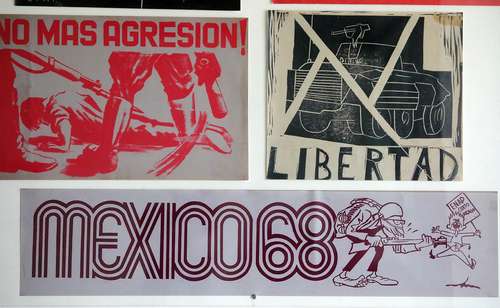 NO MAS AGRESION!
LIBERTAD
MEXICO 68